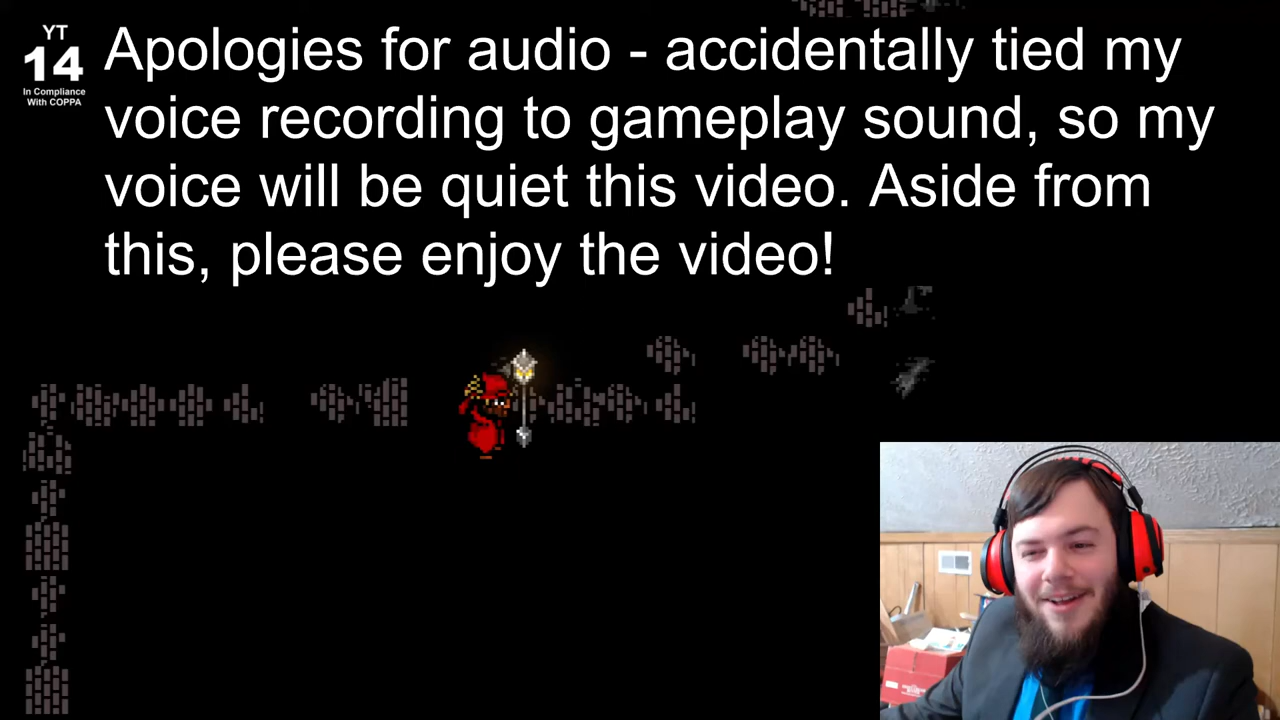 YT
14
In Compliance
With COPPA
Apologies for audio - accidentally tied my
voice recording to gameplay sound, so my
voice will be quiet this video. Aside from
this, please enjoy the video!